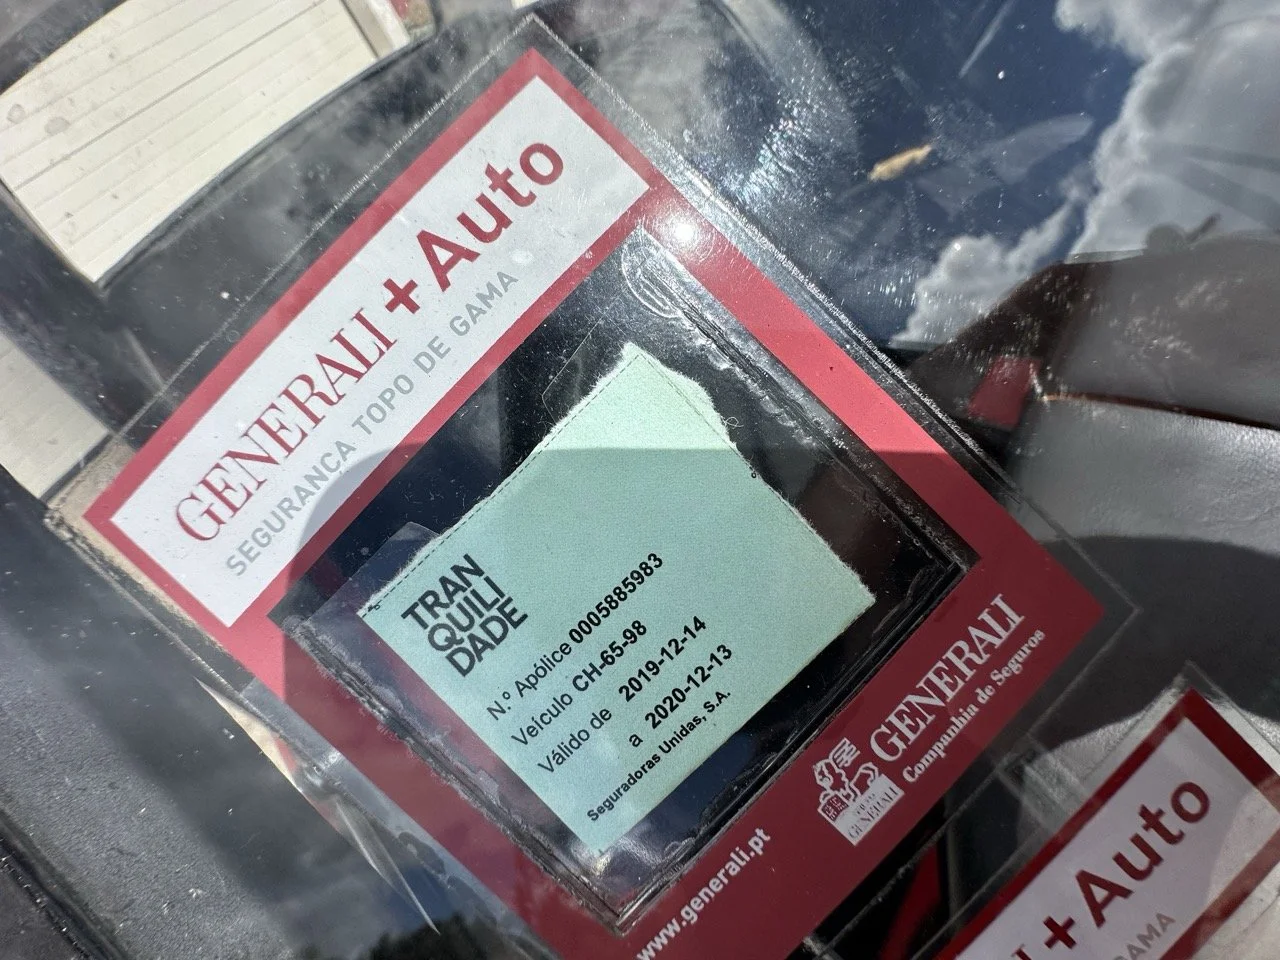 GENERALI + Auto
SEGURANÇA TOPO DE GAMA
TRAN
QUILI
DADE
N.º Apólice 0005885983
Veículo CH-65-98
Válido de 2019-12-14
a 2020-12-13
Seguradoras Unidas, S.A.
GENERALI
Companhia de Seguros
GENERALI
www.generali.pt
I + Auto
GAMA